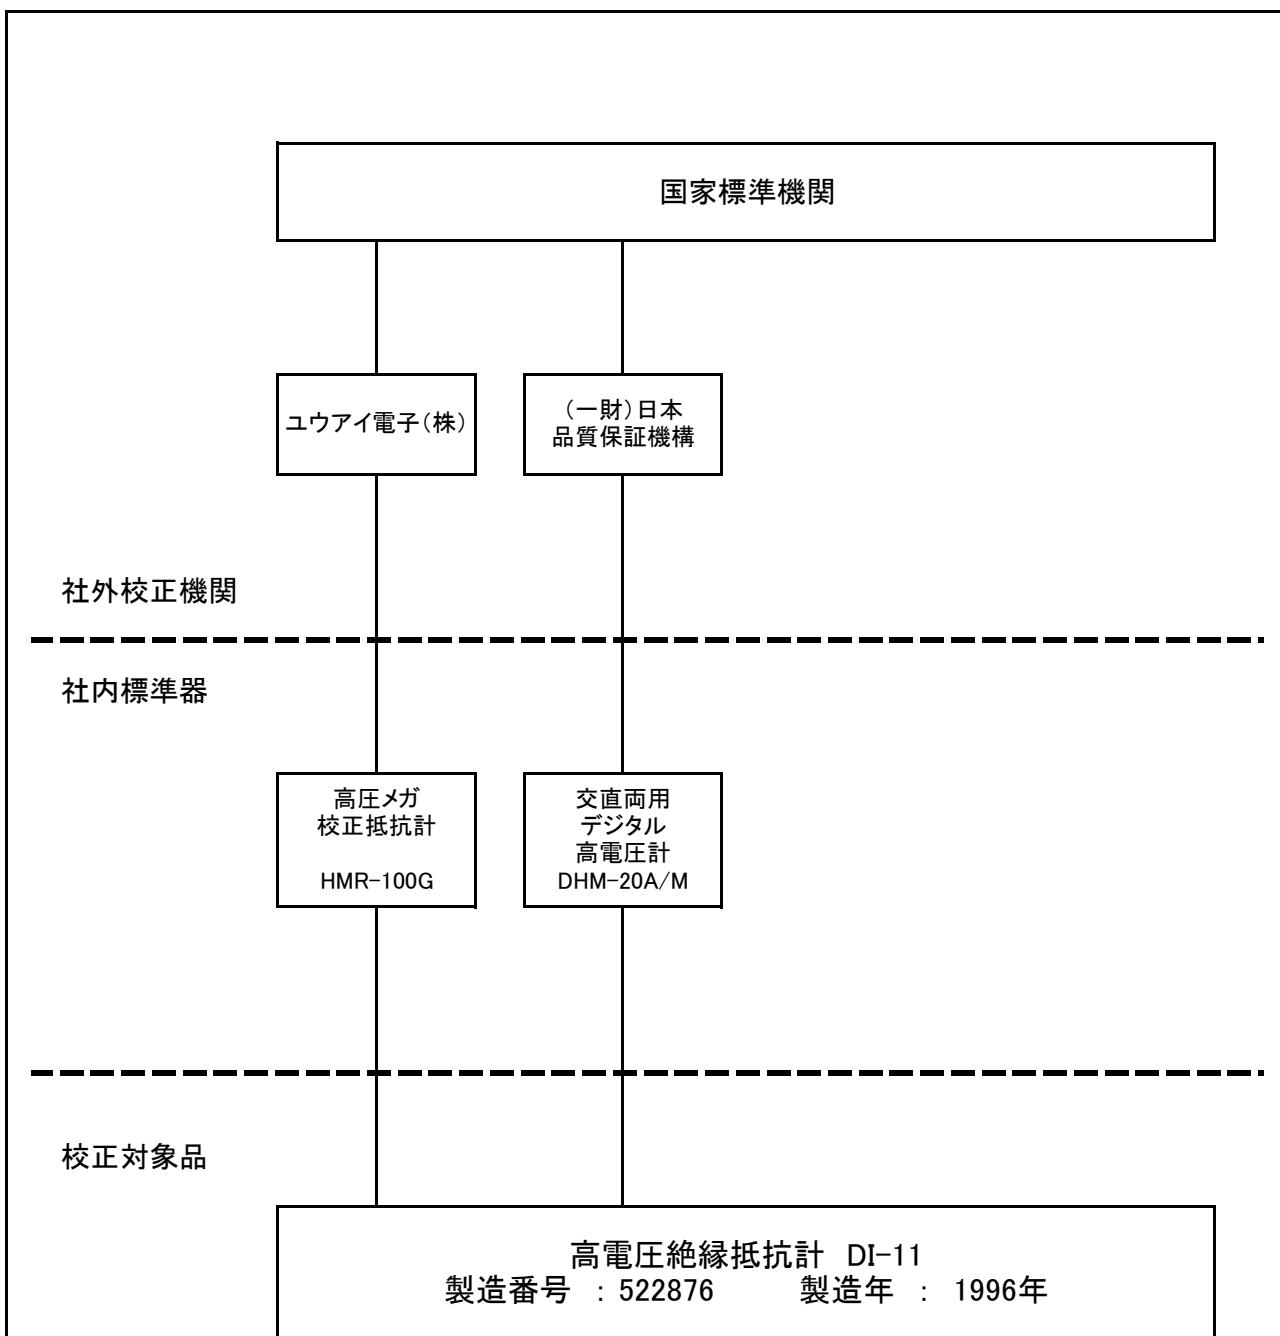 国家標準機関
ユウアイ電子(株)
(一財)日本
品質保証機構
社外校正機関
社内標準器
高圧メガ
校正抵抗計
HMR-100G
交直両用
デジタル
高電圧計
DHM-20A/M
校正対象品
高電圧絶縁抵抗計 DI-11
製造番号 : 522876 製造年 : 1996年